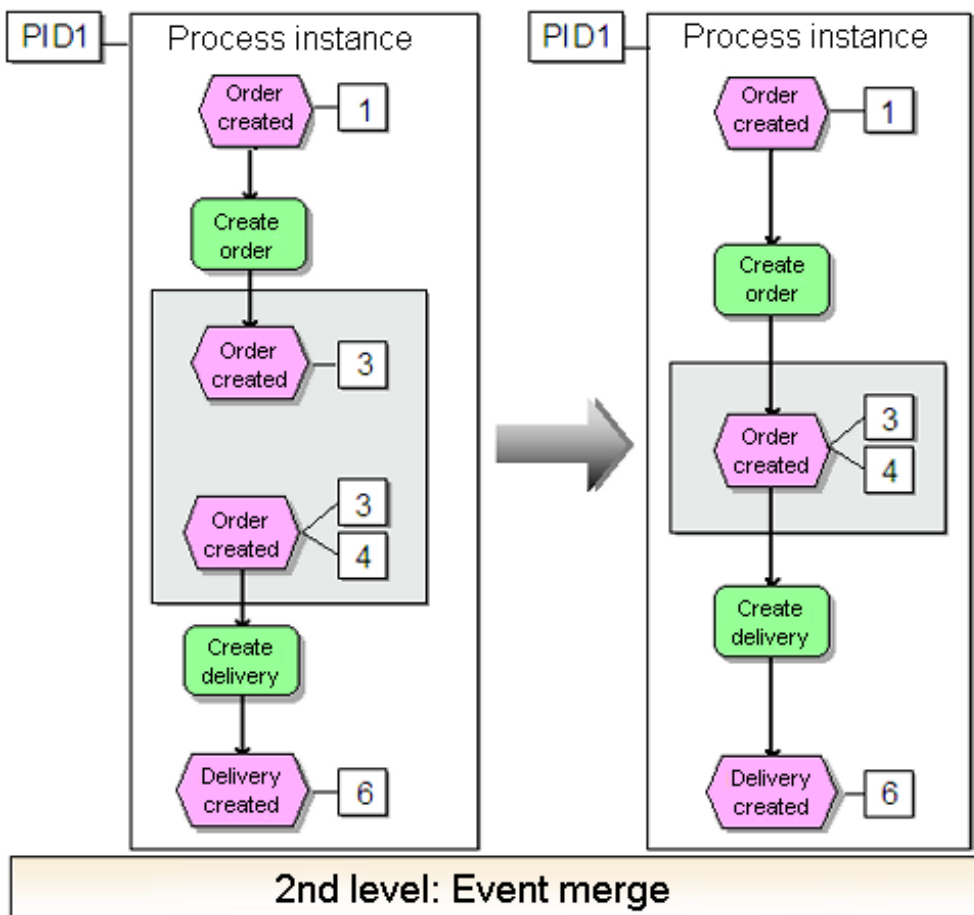 PID1
Process instance
Order
created
1
Create
order
Order
created
3
Order
created
3
4
Create
delivery
Delivery
created
6
PID1
Process instance
Order
created
1
Create
order
Order
created
3
4
Create
delivery
Delivery
created
6
2nd level: Event merge